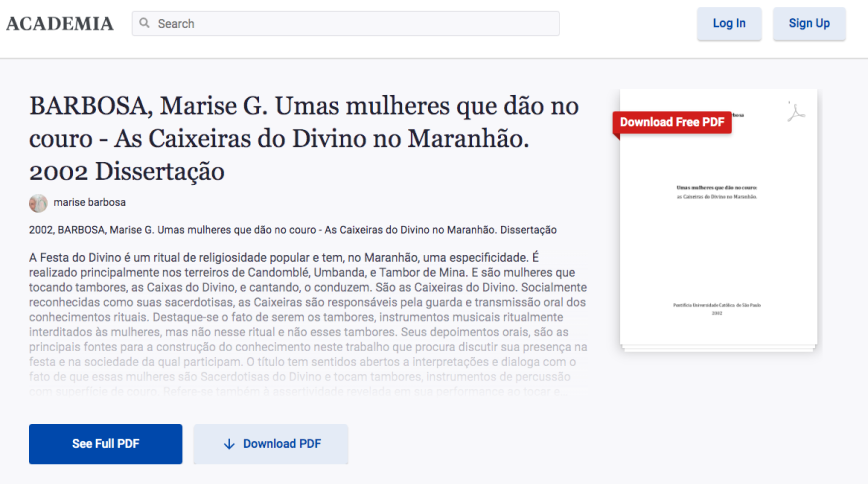 ACADEMIA
Search
Log In
Sign Up
BARBOSA, Marise G. Umas mulheres que dão no
couro - As Caixeiras do Divino no Maranhão.
2002 Dissertação
marise barbosa
2002, BARBOSA, Marise G. Umas mulheres que dão no couro - As Caixeiras do Divino no Maranhão. Dissertação
A Festa do Divino é um ritual de religiosidade popular e tem, no Maranhão, uma especificidade. É
realizado principalmente nos terreiros de Candomblé, Umbanda, e Tambor de Mina. E são mulheres que
tocando tambores, as Caixas do Divino, e cantando, o conduzem. São as Caixeiras do Divino. Socialmente
reconhecidas como suas sacerdotisas, as Caixeiras são responsáveis pela guarda e transmissão oral dos
conhecimentos rituais. Destaque-se o fato de serem os tambores, instrumentos musicais ritualmente
interditados às mulheres, mas não nesse ritual e não esses tambores. Seus depoimentos orais, são as
principais fontes para a construção do conhecimento neste trabalho que procura discutir sua presença na
festa e na sociedade da qual participam. O título tem sentidos abertos a interpretações e dialoga com o
fato de que essas mulheres são Sacerdotisas do Divino e tocam tambores, instrumentos de percussão
See Full PDF
Download PDF
Download Free PDF
Umas mulheres que dão no couro:
as Caixeiras do Divino no Maranhão.
Pontifícia Universidade Católica de São Paulo
2002